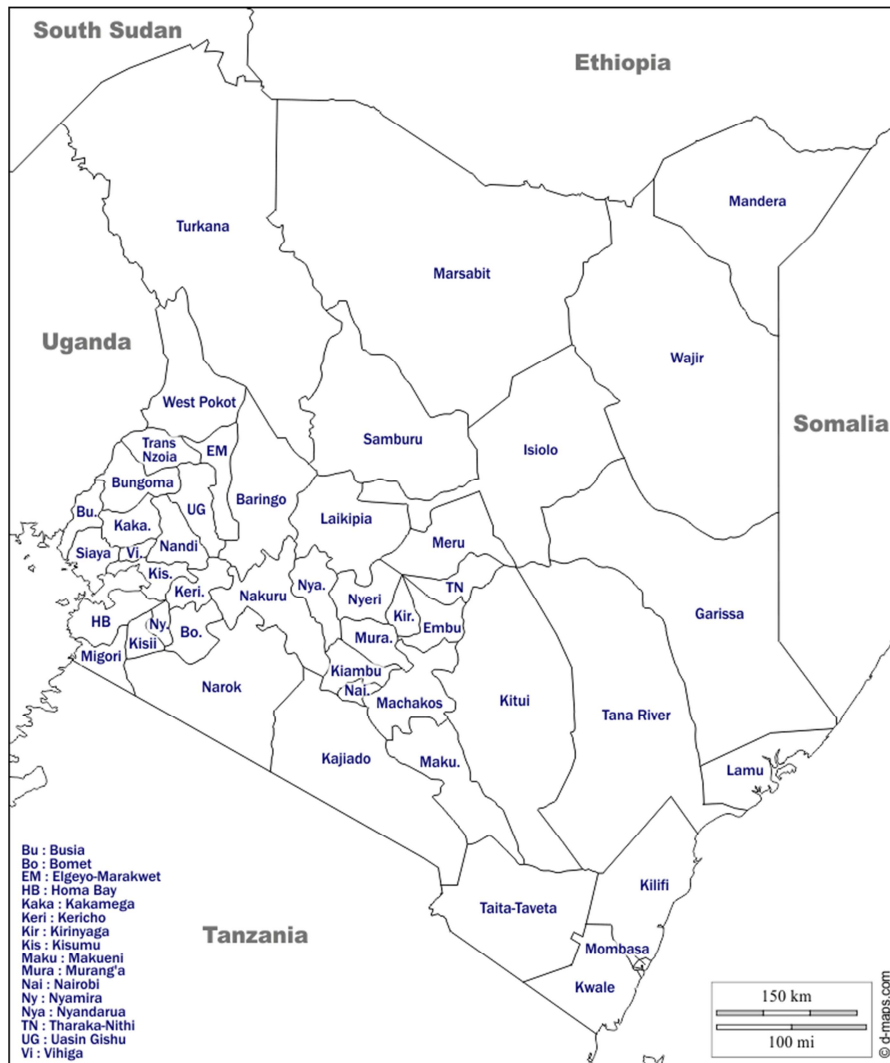 South Sudan
Ethiopia
Mandera
Turkana
Marsabit
Uganda
Wajir
West Pokot
Somalia
Samburu
Trans
Nzoia
EM
Isiolo
Bungoma
Baringo
Bu.
UG
Laikipia
Kaka.
Meru
Siaya
Vi.
Nandi
Kis.
Keri.
Nakuru
Nya.
Nyeri
TN
Kir.
Garissa
HB
Ny.
Bo.
Mura.
Embu
Kisii
Migori
Kiambu
Narok
Nai.
Machakos
Kitui
Tana River
Kajiado
Maku.
Lamu
Bu : Busia
Bo : Bomet
EM : Elgeyo-Marakwet
HB : Homa Bay
Kaka : Kakamega
Keri : Kericho
Kir : Kirinyaga
Kis : Kisumu
Maku : Makueni
Mura : Murang'a
Nai : Nairobi
Ny : Nyamira
Nya : Nyandarua
TN : Tharaka-Nithi
UG : Uasin Gishu
Vi : Vihiga
Tanzania
Taita-Taveta
Kilifi
Mombasa
Kwale
150 km
100 mi
© d-maps.com